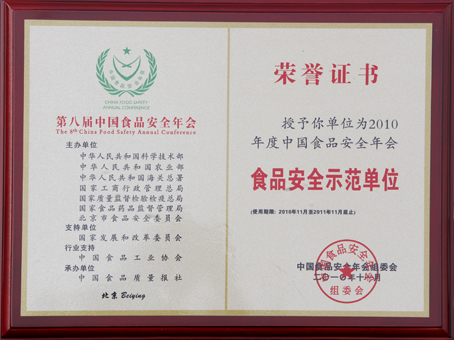 CHINA FOOD SAFETY
ANNUAL CONFERENCE
第八届中国食品安全年会
The 8th China Food Safety Annual Conference
主办单位
中华人民共和国科学技术部
中华人民共和国农业部
中华人民共和国海关总署
国家工商行政管理总局
国家质量监督检验检疫总局
国家食品药品监督管理局
北京市食品安全委员会
支持单位
国家发展和改革委员会
行业支持
中国食品工业协会
承办单位
中国食品质量报社
北京 Beijing
荣誉证书
授予你单位为2010
年度中国食品安全年会
食品安全示范单位
(使用期限：2010年11月至2011年11月截止)
中国食品安全年会组委会
二〇一〇年十一月
组委会